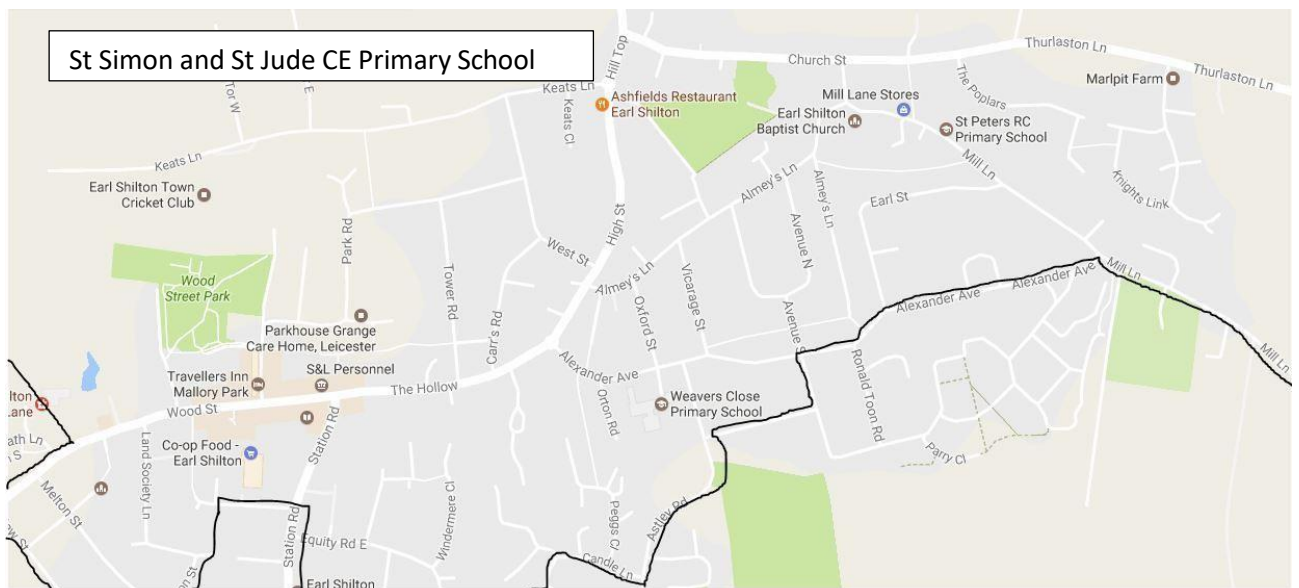 St Simon and St Jude CE Primary School
Hill Top
Church St
Thurlaston Ln
Thurlaston Ln
Marlpit Farm
The Poplars
Keats Ln
Keats Cl
Ashfields Restaurant
Earl Shilton
Mill Lane Stores
Earl Shilton
Baptist Church
St Peters RC
Primary School
Mill Ln
Tor W
E
Keats Ln
Earl Shilton Town
Cricket Club
Almey's Ln
Almey's Ln
Earl St
Knights Link
Avenue N
High St
West St
Park Rd
Tower Rd
Wood
Street Park
Almey's Ln
Vicarage St
Oxford St
Avenue S
Alexander Ave
Alexander Ave
Mill Ln
Mill Ln
Parkhouse Grange
Care Home, Leicester
Carr's Rd
Travellers Inn
Mallory Park
S&L Personnel
The Hollow
Alexander Ave
Orton Rd
Weavers Close
Primary School
Ronald Toon Rd
Parry Cl
lton
Lane
Wood St
ath Ln
n S
Land Society Ln
Co-op Food -
Earl Shilton
Station Rd
Melton St
Station Rd
Equity Rd E
Windermere Cl
Peggs Cl
Astley Rd
Candle Ln
Earl Shilton